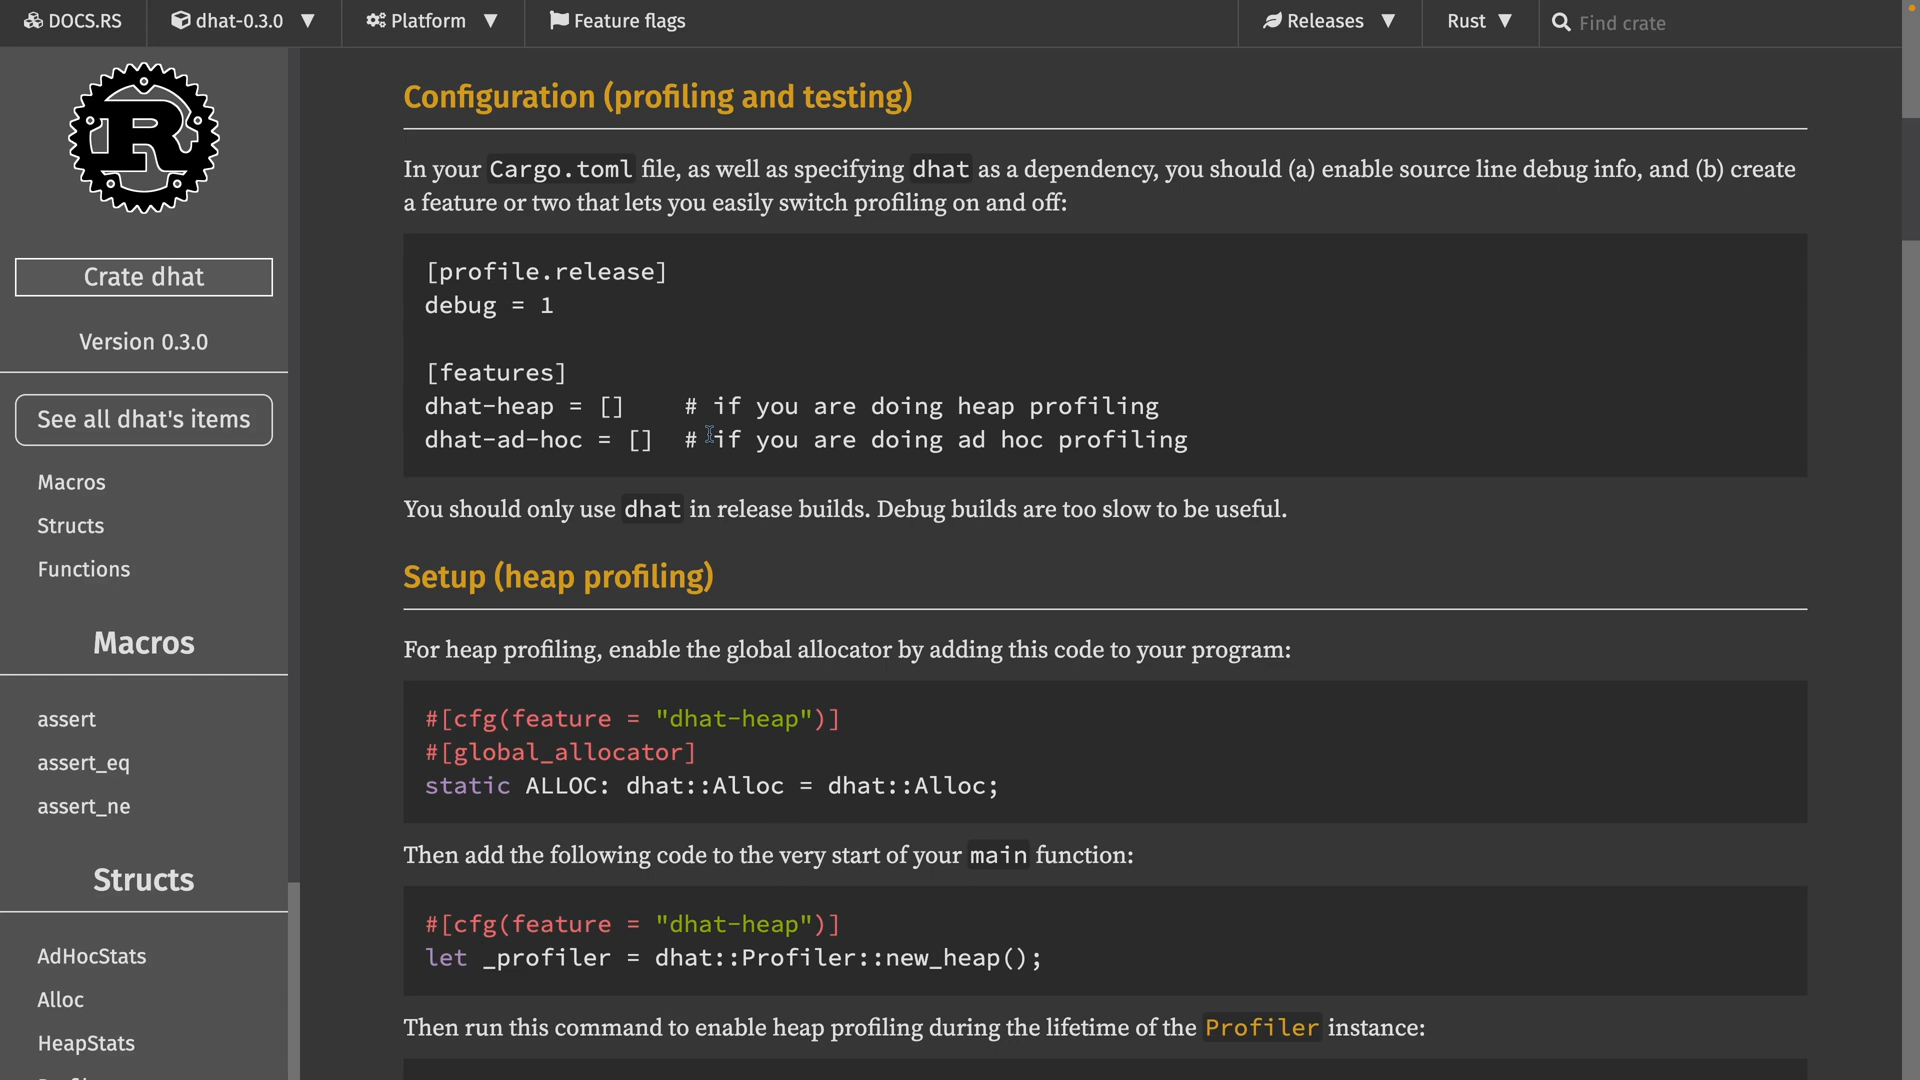 DOCS.RS dhat-0.3.0 ▼ Platform ▼ Feature flags Releases ▼ Rust ▼ Find crate
Crate dhat
Version 0.3.0
See all dhat's items
Macros
Structs
Functions
Macros
assert
assert_eq
assert_ne
Structs
AdHocStats
Alloc
HeapStats
Configuration (profiling and testing)
In your Cargo.toml file, as well as specifying dhat as a dependency, you should (a) enable source line debug info, and (b) create
a feature or two that lets you easily switch profiling on and off:
[profile.release]
debug = 1
[features]
dhat-heap = []    # if you are doing heap profiling
dhat-ad-hoc = []  # if you are doing ad hoc profiling
You should only use dhat in release builds. Debug builds are too slow to be useful.
Setup (heap profiling)
For heap profiling, enable the global allocator by adding this code to your program:
#[cfg(feature = "dhat-heap")]
#[global_allocator]
static ALLOC: dhat::Alloc = dhat::Alloc;
Then add the following code to the very start of your main function:
#[cfg(feature = "dhat-heap")]
let _profiler = dhat::Profiler::new_heap();
Then run this command to enable heap profiling during the lifetime of the Profiler instance: